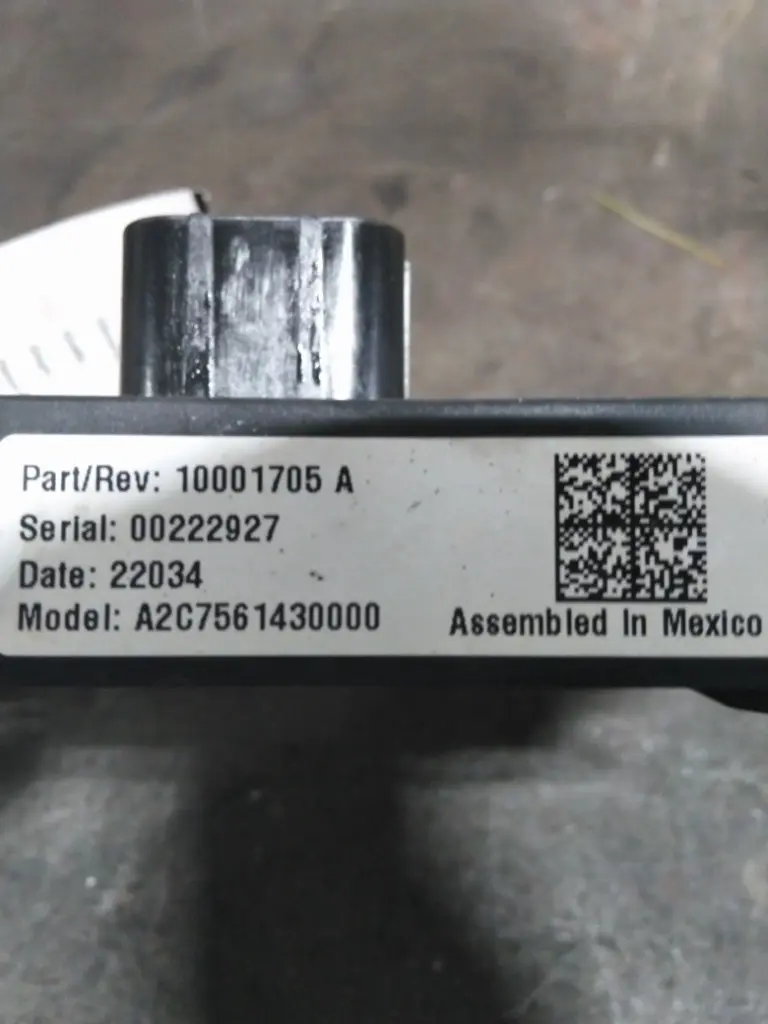 Part/Rev: 10001705 A
Serial: 00222927
Date: 22034
Model: A2C7561430000
Assembled In Mexico